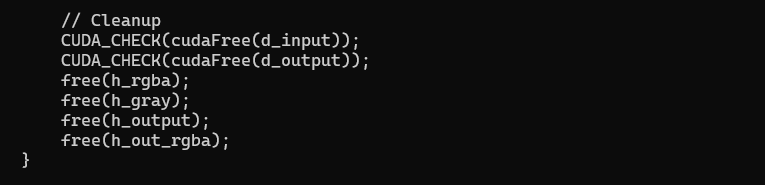 // Cleanup
CUDA_CHECK(cudaFree(d_input));
CUDA_CHECK(cudaFree(d_output));
free(h_rgba);
free(h_gray);
free(h_output);
free(h_out_rgba);
}